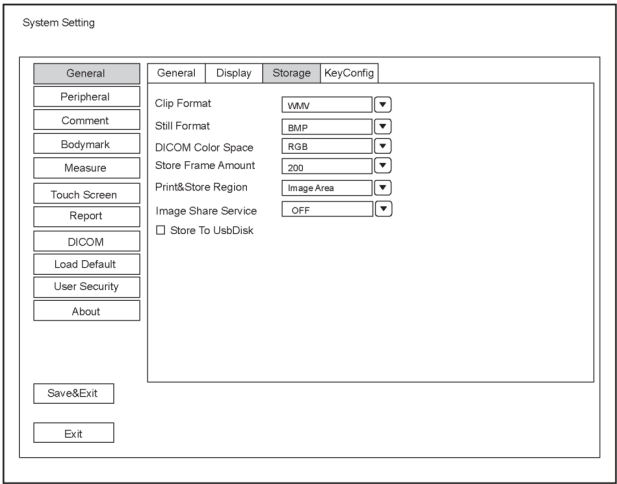 System Setting
General
Peripheral
Comment
Bodymark
Measure
Touch Screen
Report
DICOM
Load Default
User Security
About
Save&Exit
Exit
General Display Storage KeyConfig
Clip Format WMV
Still Format BMP
DICOM Color Space RGB
Store Frame Amount 200
Print&Store Region Image Area
Image Share Service OFF
Store To UsbDisk